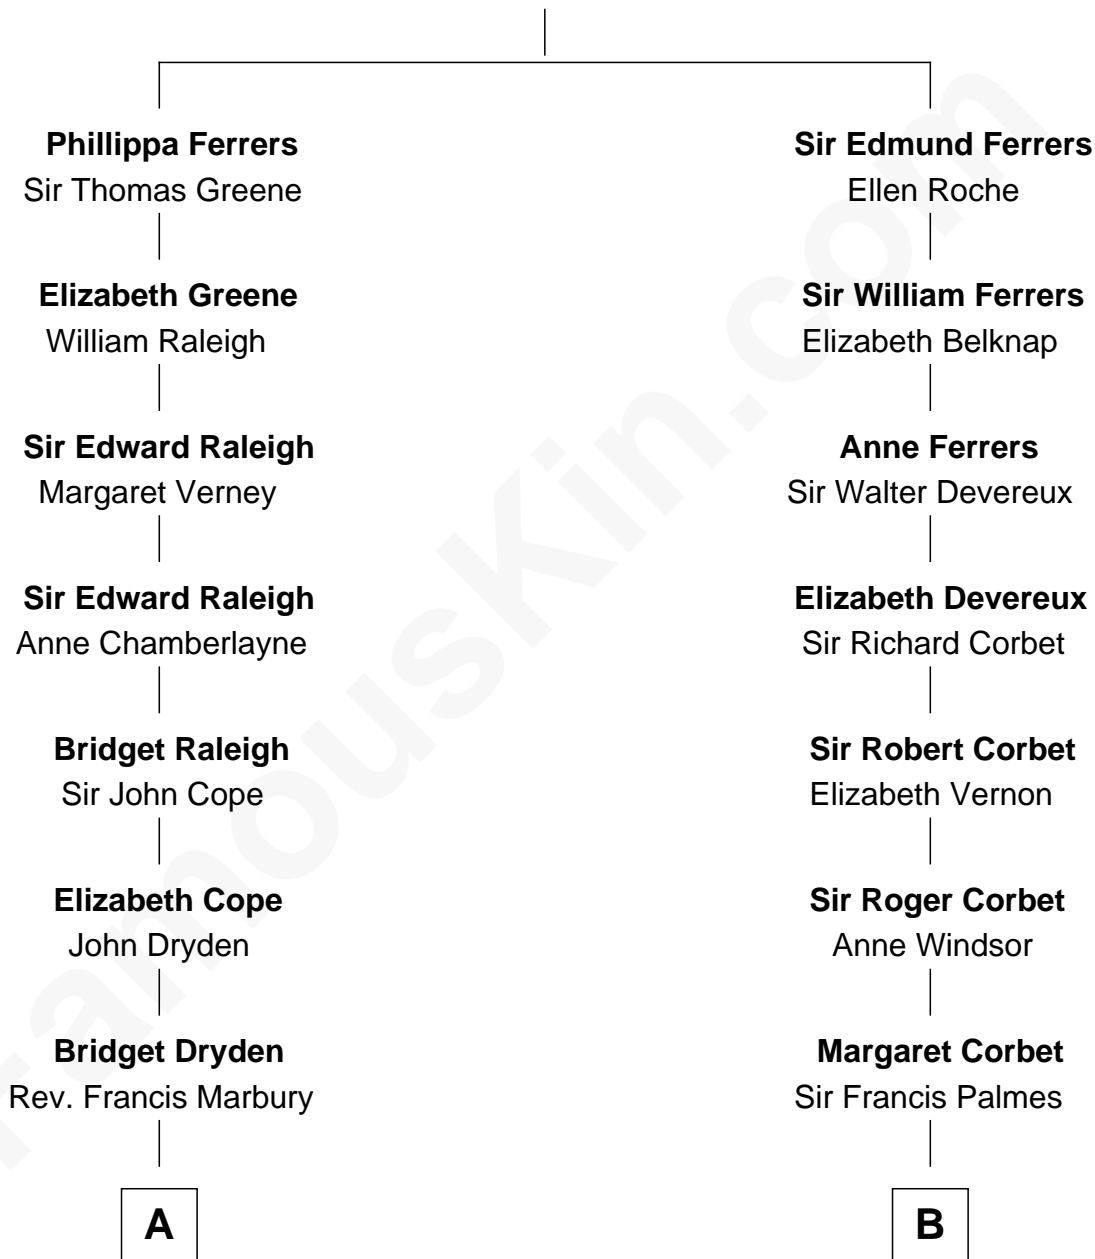 Phillippa Ferrers
Sir Thomas Greene
Elizabeth Greene
William Raleigh
Sir Edward Raleigh
Margaret Verney
Sir Edward Raleigh
Anne Chamberlayne
Bridget Raleigh
Sir John Cope
Elizabeth Cope
John Dryden
Bridget Dryden
Rev. Francis Marbury
A
Sir Edmund Ferrers
Ellen Roche
Sir William Ferrers
Elizabeth Belknap
Anne Ferrers
Sir Walter Devereux
Elizabeth Devereux
Sir Richard Corbet
Sir Robert Corbet
Elizabeth Vernon
Sir Roger Corbet
Anne Windsor
Margaret Corbet
Sir Francis Palmes
B
famouskin.com